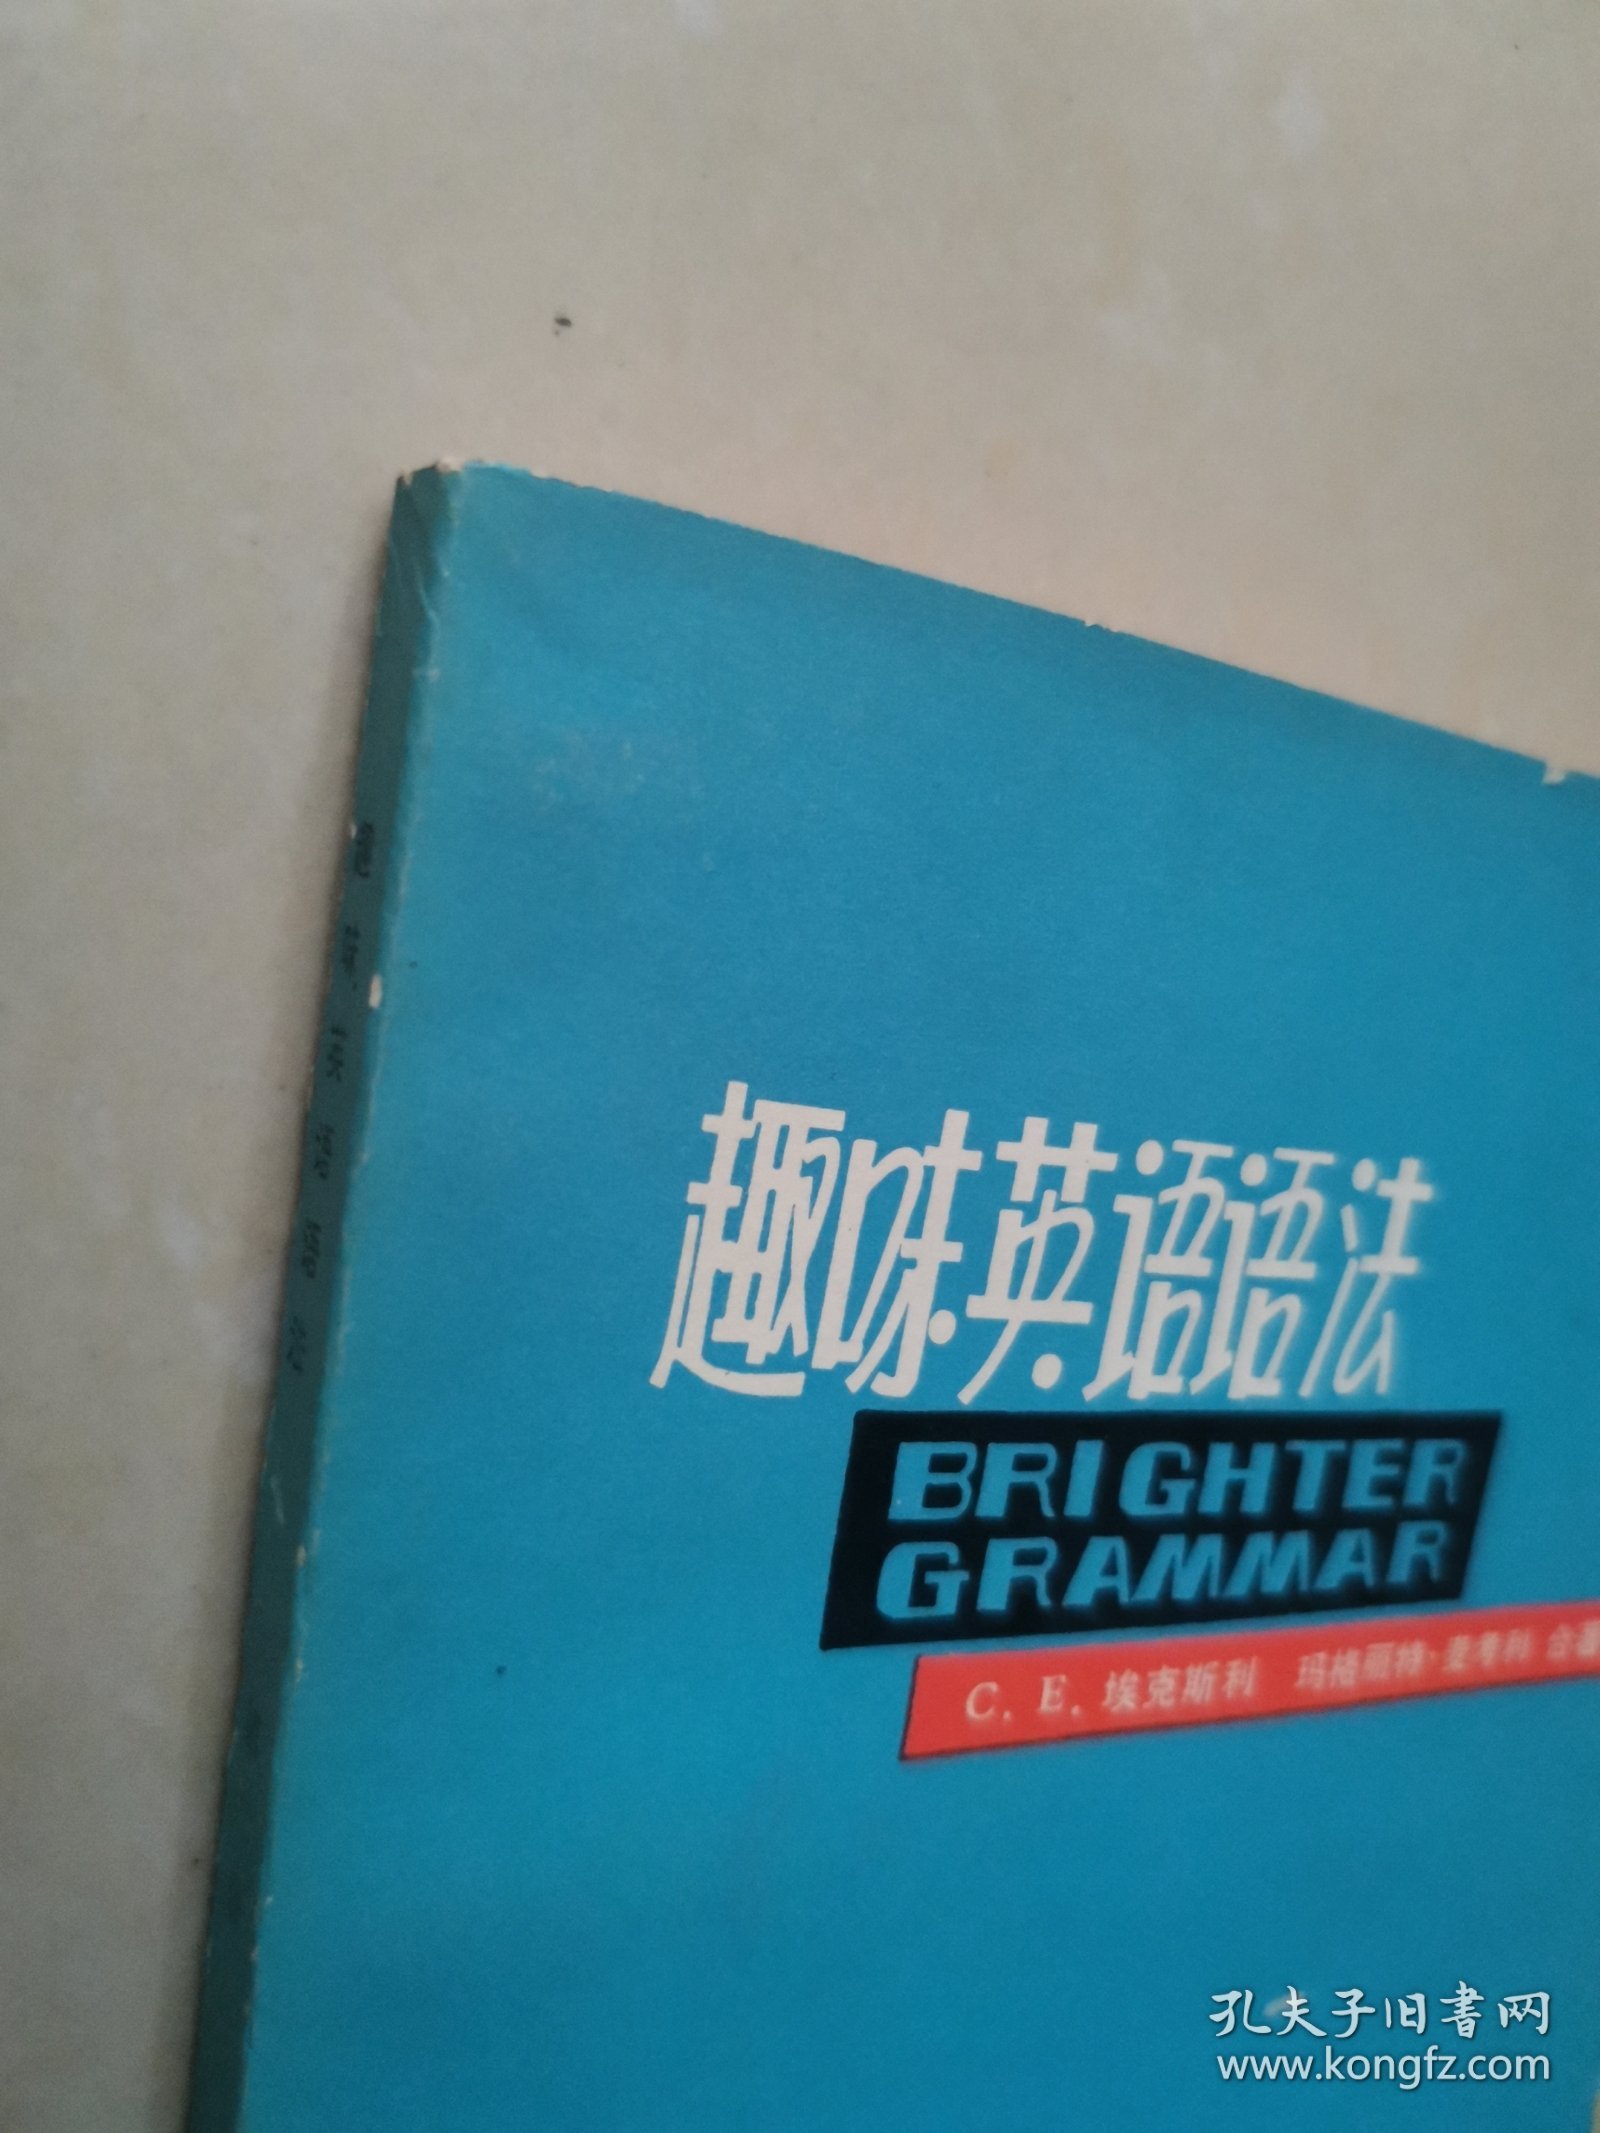 趣味英语语法
BRIGHTER
GRAMMAR
C. E. 埃克斯利 玛格丽特·麦考利 合著
孔夫子旧书网
www.kongfz.com